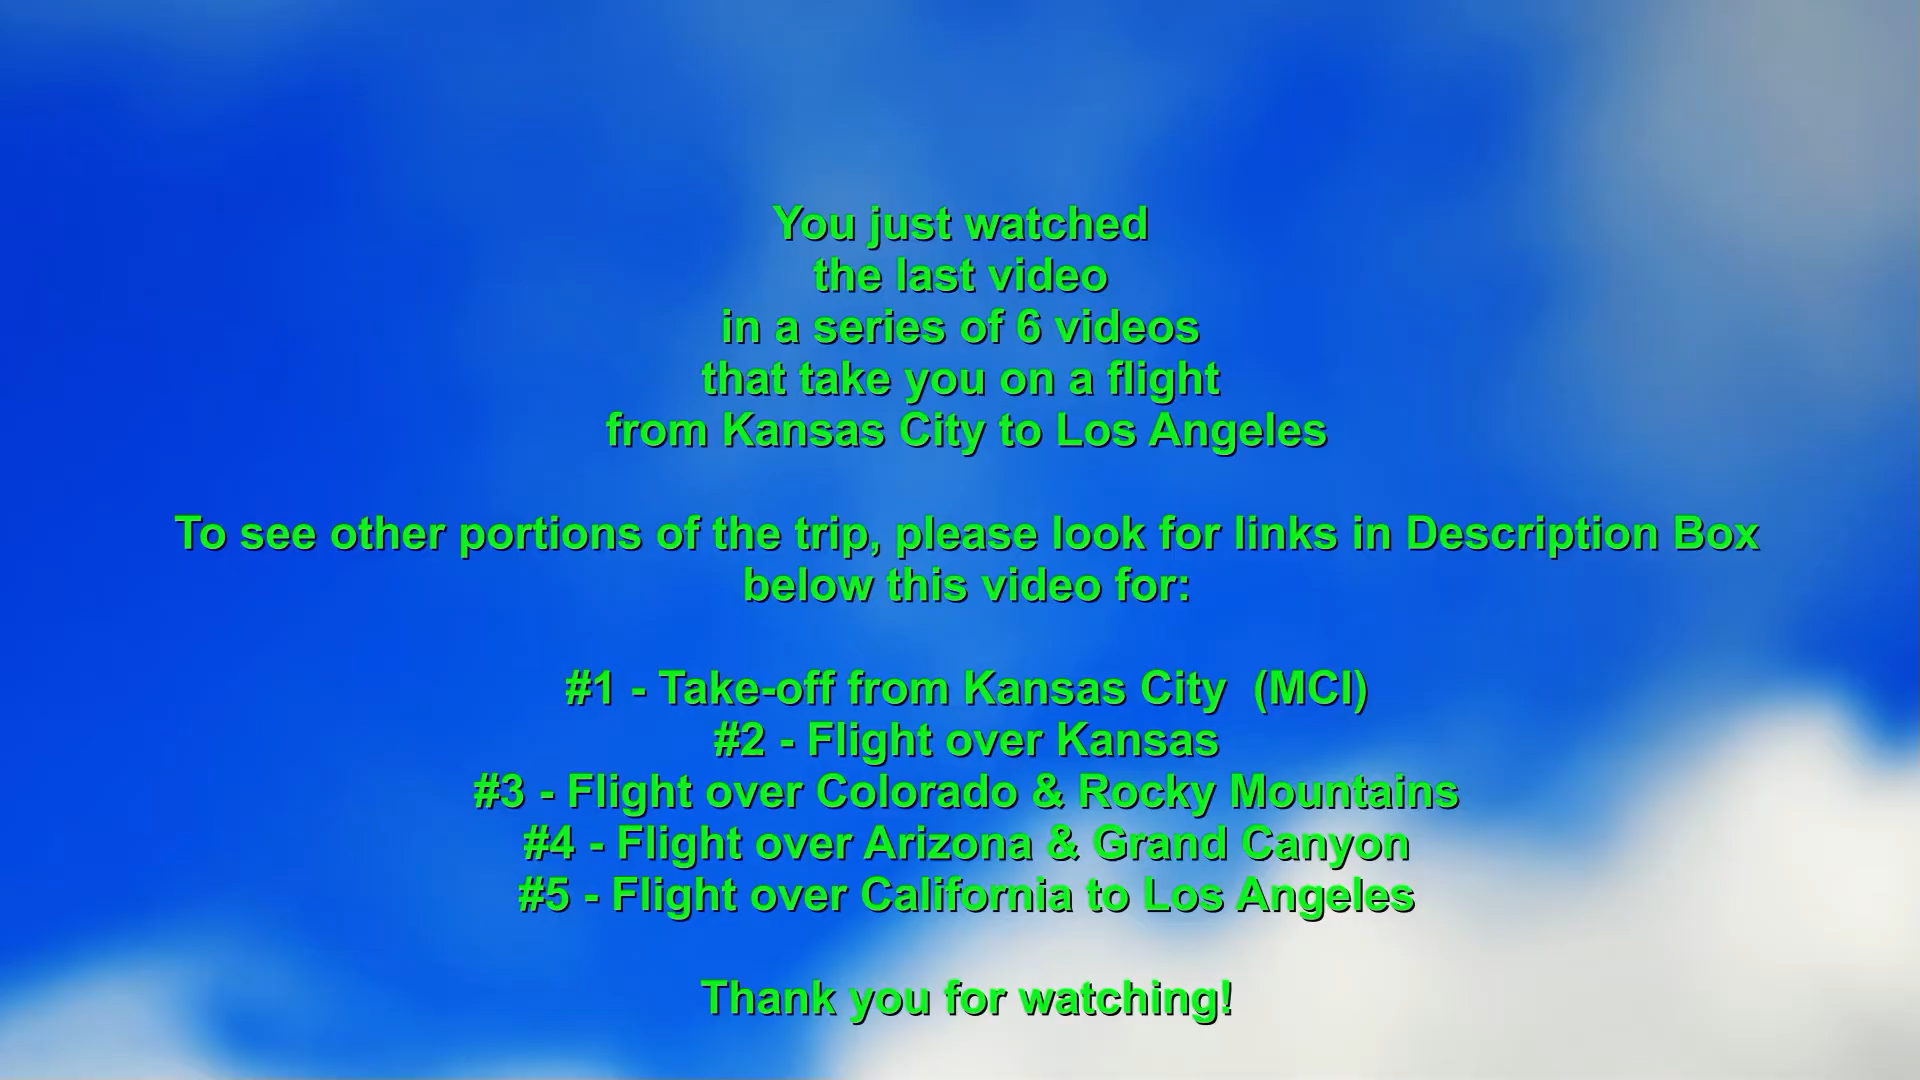 You just watched
the last video
in a series of 6 videos
that take you on a flight
from Kansas City to Los Angeles
To see other portions of the trip, please look for links in Description Box
below this video for:
#1 - Take-off from Kansas City  (MCI)
#2 - Flight over Kansas
#3 - Flight over Colorado & Rocky Mountains
#4 - Flight over Arizona & Grand Canyon
#5 - Flight over California to Los Angeles
Thank you for watching!